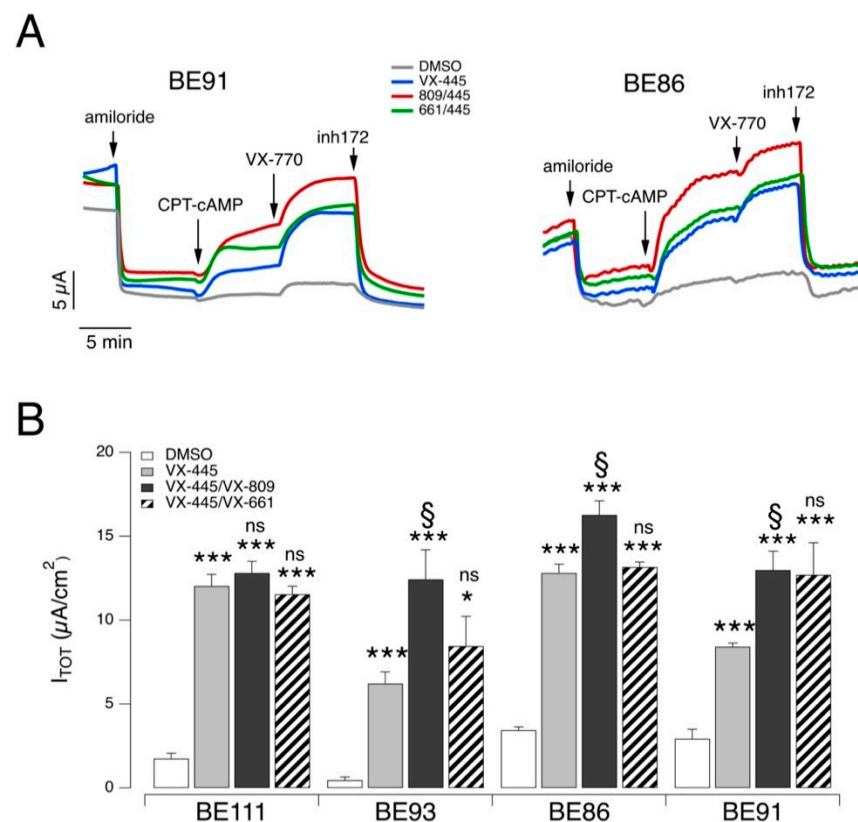 A
BE91
DMSO
VX-445
809/445
661/445
BE86
amiloride
CPT-cAMP
VX-770
inh172
amiloride
CPT-cAMP
VX-770
inh172
5 µA
5 min
B
DMSO
VX-445
VX-445/VX-809
VX-445/VX-661
I_TOT (µA/cm²)
20
15
10
5
0
***
ns
***
ns
***
***
§
***
ns
*
***
§
***
ns
***
***
§
***
ns
***
BE111
BE93
BE86
BE91